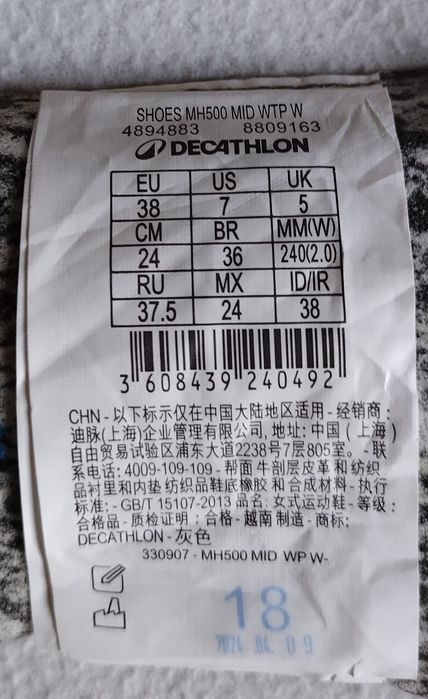 SHOES MH500 MID WTP W
4894883 8809163
DECATHLON
EU US UK
38 7 5
CM BR MM(W)
24 36 240(2.0)
RU MX ID/IR
37.5 24 38
3 608439 240492
CHN - 以下标示仅在中国大陆地区适用 - 经销商：
迪脉(上海)企业管理有限公司, 地址: 中国（上海）
自由贸易试验区浦东大道2238号7层805室。- 联
系电话: 4009-109-109 - 帮面 牛剖层皮革 和 纺织
品衬里和内垫 纺织品鞋底橡胶 和 合成材料 - 执行
标准: - GB/T 15107-2013 品名: 女式运动鞋 - 等级：
合格品 - 质检证明：合格 - 越南 制造 - 商标:
DECATHLON - 灰色
330907 - MH500 MID WP W-
18
2024. 04. 09